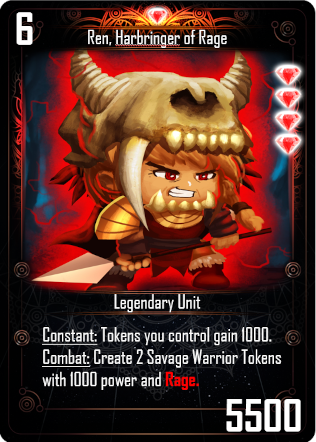 6
Ren, Harbringer of Rage
Legendary Unit
Constant: Tokens you control gain 1000.
Combat: Create 2 Savage Warrior Tokens
with 1000 power and Rage.
5500